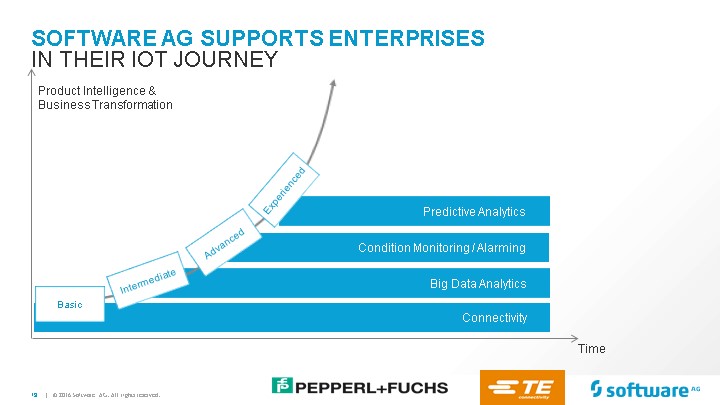 SOFTWARE AG SUPPORTS ENTERPRISES
IN THEIR IOT JOURNEY
Product Intelligence &
Business Transformation
Experienced
Predictive Analytics
Advanced
Condition Monitoring / Alarming
Intermediate
Big Data Analytics
Basic
Connectivity
Time
| © 2016 Software AG. All rights reserved.
PEPPERL+FUCHS
TE
connectivity
software AG